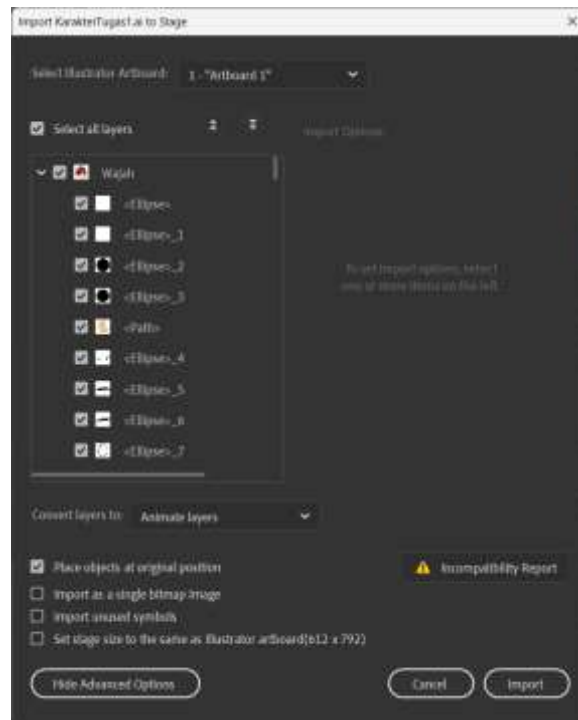 Import KarakterTugas1.ai to Stage
Select Illustrator Artboard: 1 - "Artboard 1"
Select all layers
Import Options
Wajah
<Ellipse>
<Ellipse>_1
<Ellipse>_2
<Ellipse>_3
<Path>
<Ellipse>_4
<Ellipse>_5
<Ellipse>_6
<Ellipse>_7
To set import options, select
one or more items on the left.
Convert layers to: Animate layers
Place objects at original position
Incompatibility Report
Import as a single bitmap image
Import unused symbols
Set stage size to the same as Illustrator artboard(612 x 792)
Hide Advanced Options
Cancel
Import